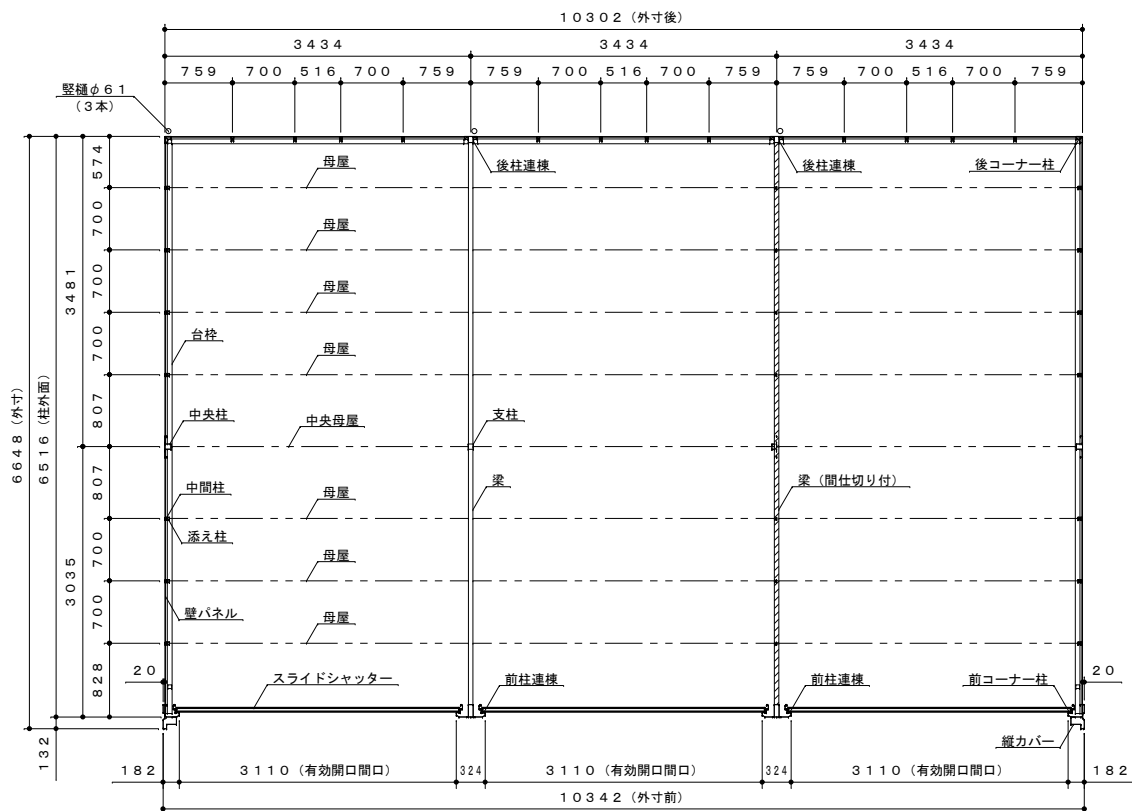 １０３０２（外寸後）
３４３４　３４３４　３４３４
７５９　７００　５１６　７００　７５９　７５９　７００　５１６　７００　７５９　７５９　７００　５１６　７００　７５９
竪樋φ６１
（３本）
後柱連棟　後柱連棟　後コーナー柱
母屋
母屋
母屋
母屋
台枠
中央柱　中央母屋　支柱
中間柱　母屋　梁　梁（間仕切り付）
添え柱
母屋
壁パネル　母屋
６６４８（外寸）
６５１６（柱外面）
３４８１
３０３５
５７４
７００
７００
７００
８０７
８０７
７００
７００
８２８
１３２
２０　スライドシャッター　前柱連棟　前柱連棟　前コーナー柱　２０
縦カバー
１８２　３１１０（有効開口間口）　３２４　３１１０（有効開口間口）　３２４　３１１０（有効開口間口）　１８２
１０３４２（外寸前）